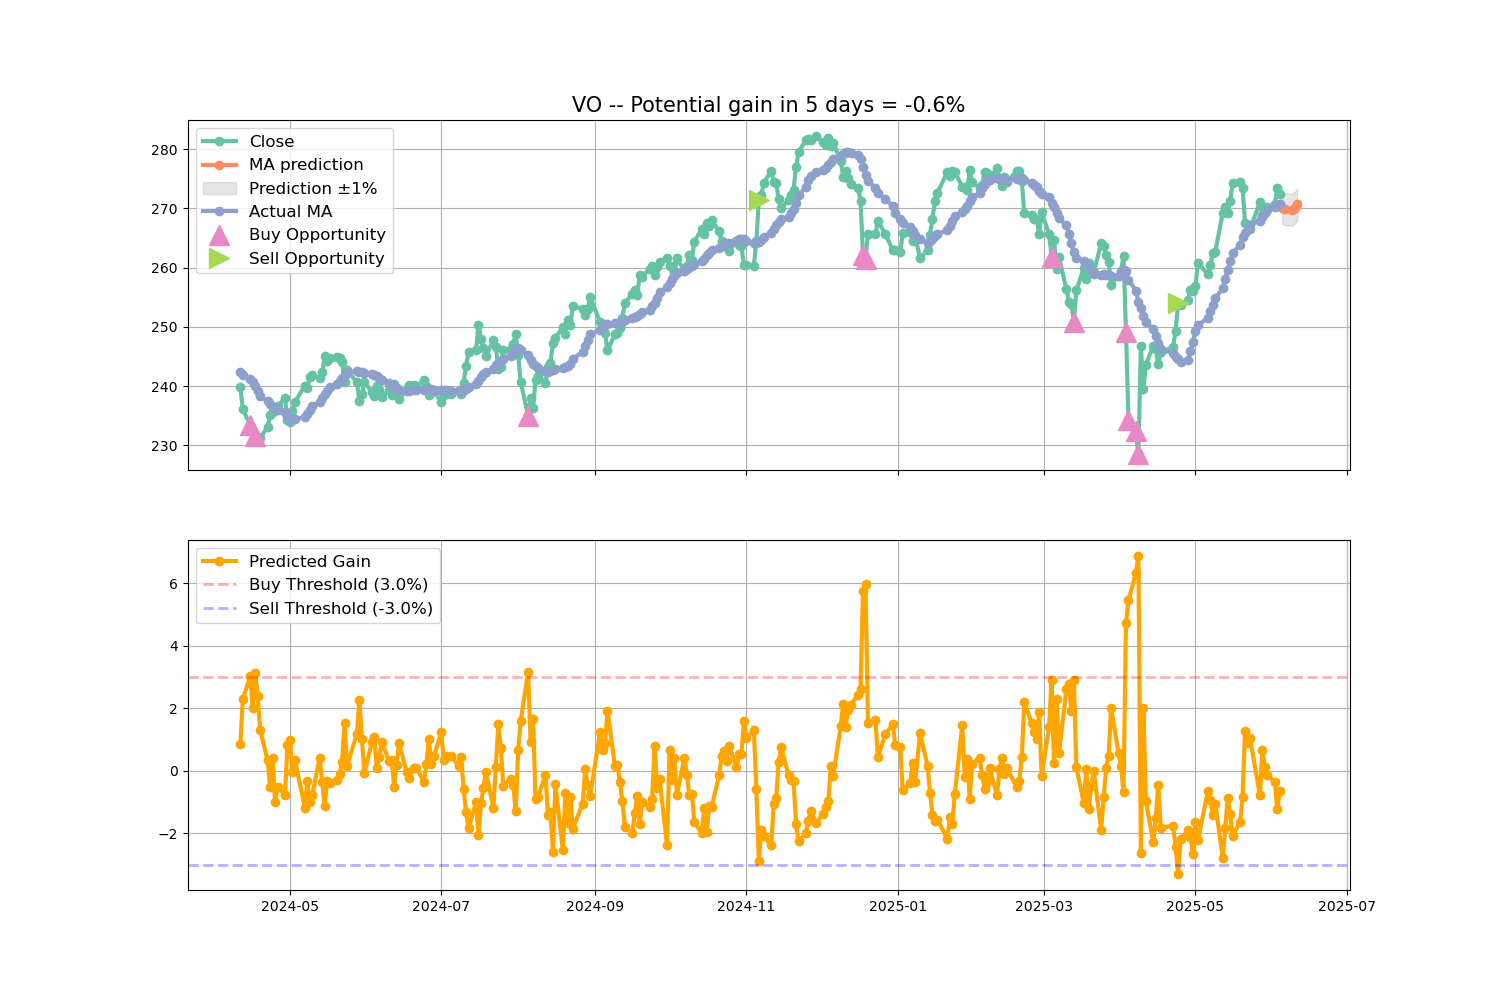 VO -- Potential gain in 5 days = -0.6%
Close
MA prediction
Prediction ±1%
Actual MA
Buy Opportunity
Sell Opportunity
280
270
260
250
240
230
Predicted Gain
Buy Threshold (3.0%)
Sell Threshold (-3.0%)
6
4
2
0
−2
2024-05 2024-07 2024-09 2024-11 2025-01 2025-03 2025-05 2025-07